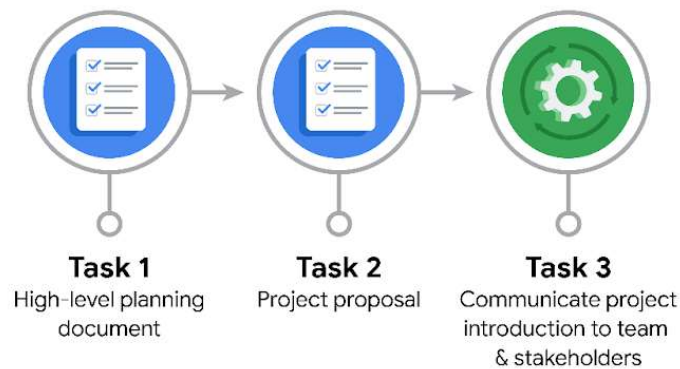 Task 1
High-level planning
document
Task 2
Project proposal
Task 3
Communicate project
introduction to team
& stakeholders